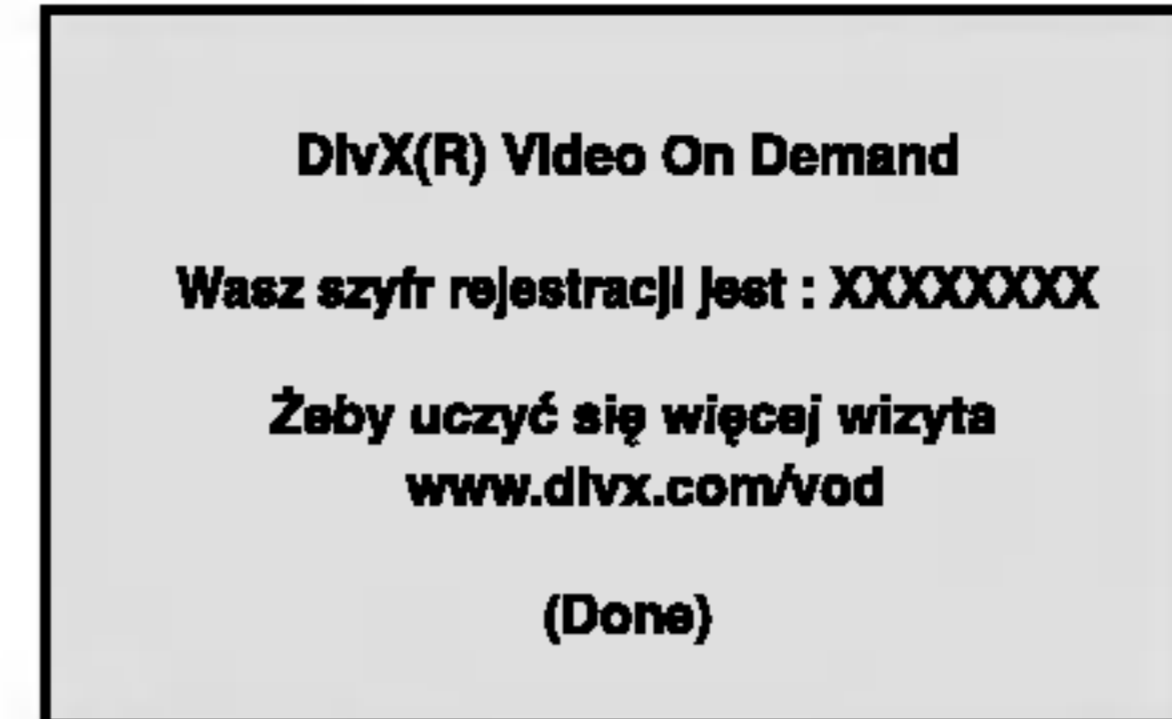 DivX(R) Video On Demand
Wasz szyfr rejestracji jest : XXXXXXXX
Żeby uczyć się więcej wizyta
www.divx.com/vod
(Done)